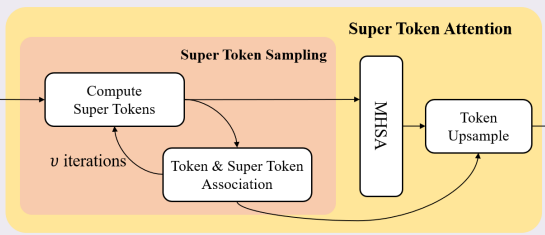 Super Token Attention
Super Token Sampling
Compute
Super Tokens
υ iterations
Token & Super Token
Association
MHSA
Token
Upsample